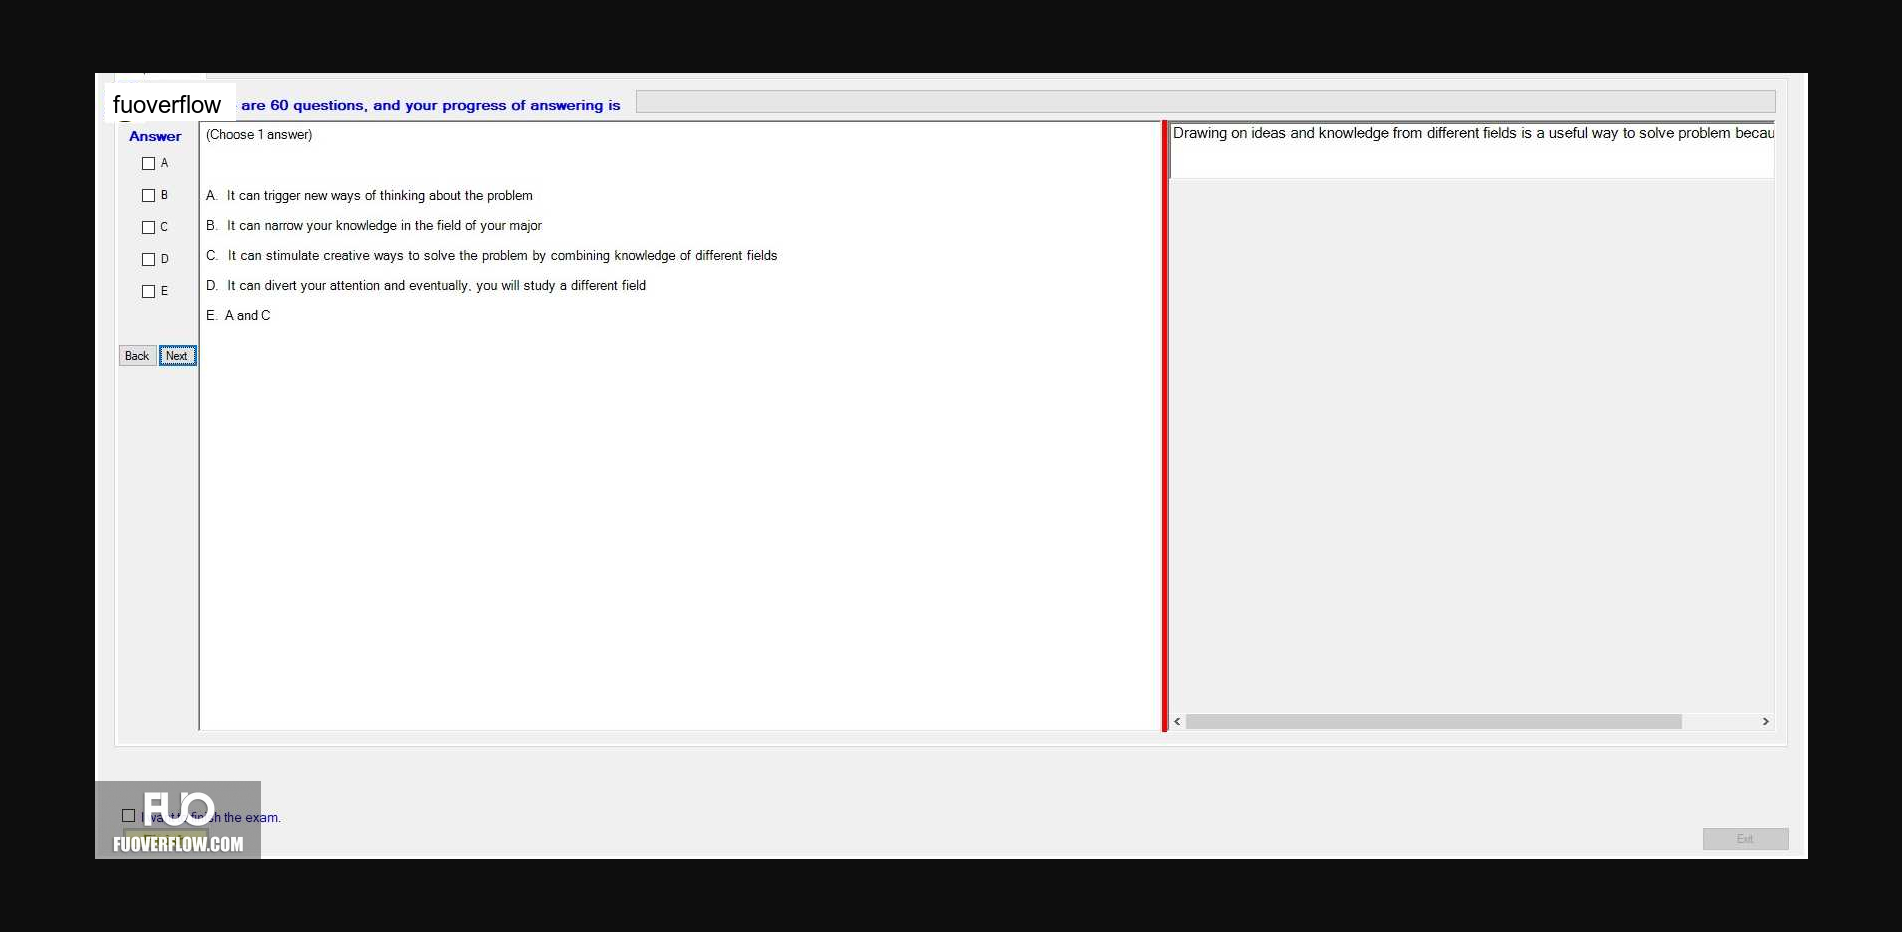 fuoverflow
are 60 questions, and your progress of answering is
Answer
(Choose 1 answer)
Drawing on ideas and knowledge from different fields is a useful way to solve problem becau
A
B
C
D
E
A. It can trigger new ways of thinking about the problem
B. It can narrow your knowledge in the field of your major
C. It can stimulate creative ways to solve the problem by combining knowledge of different fields
D. It can divert your attention and eventually, you will study a different field
E. A and C
Back
Next
FUO
I want to finish the exam.
FUOVERFLOW.COM
Exit